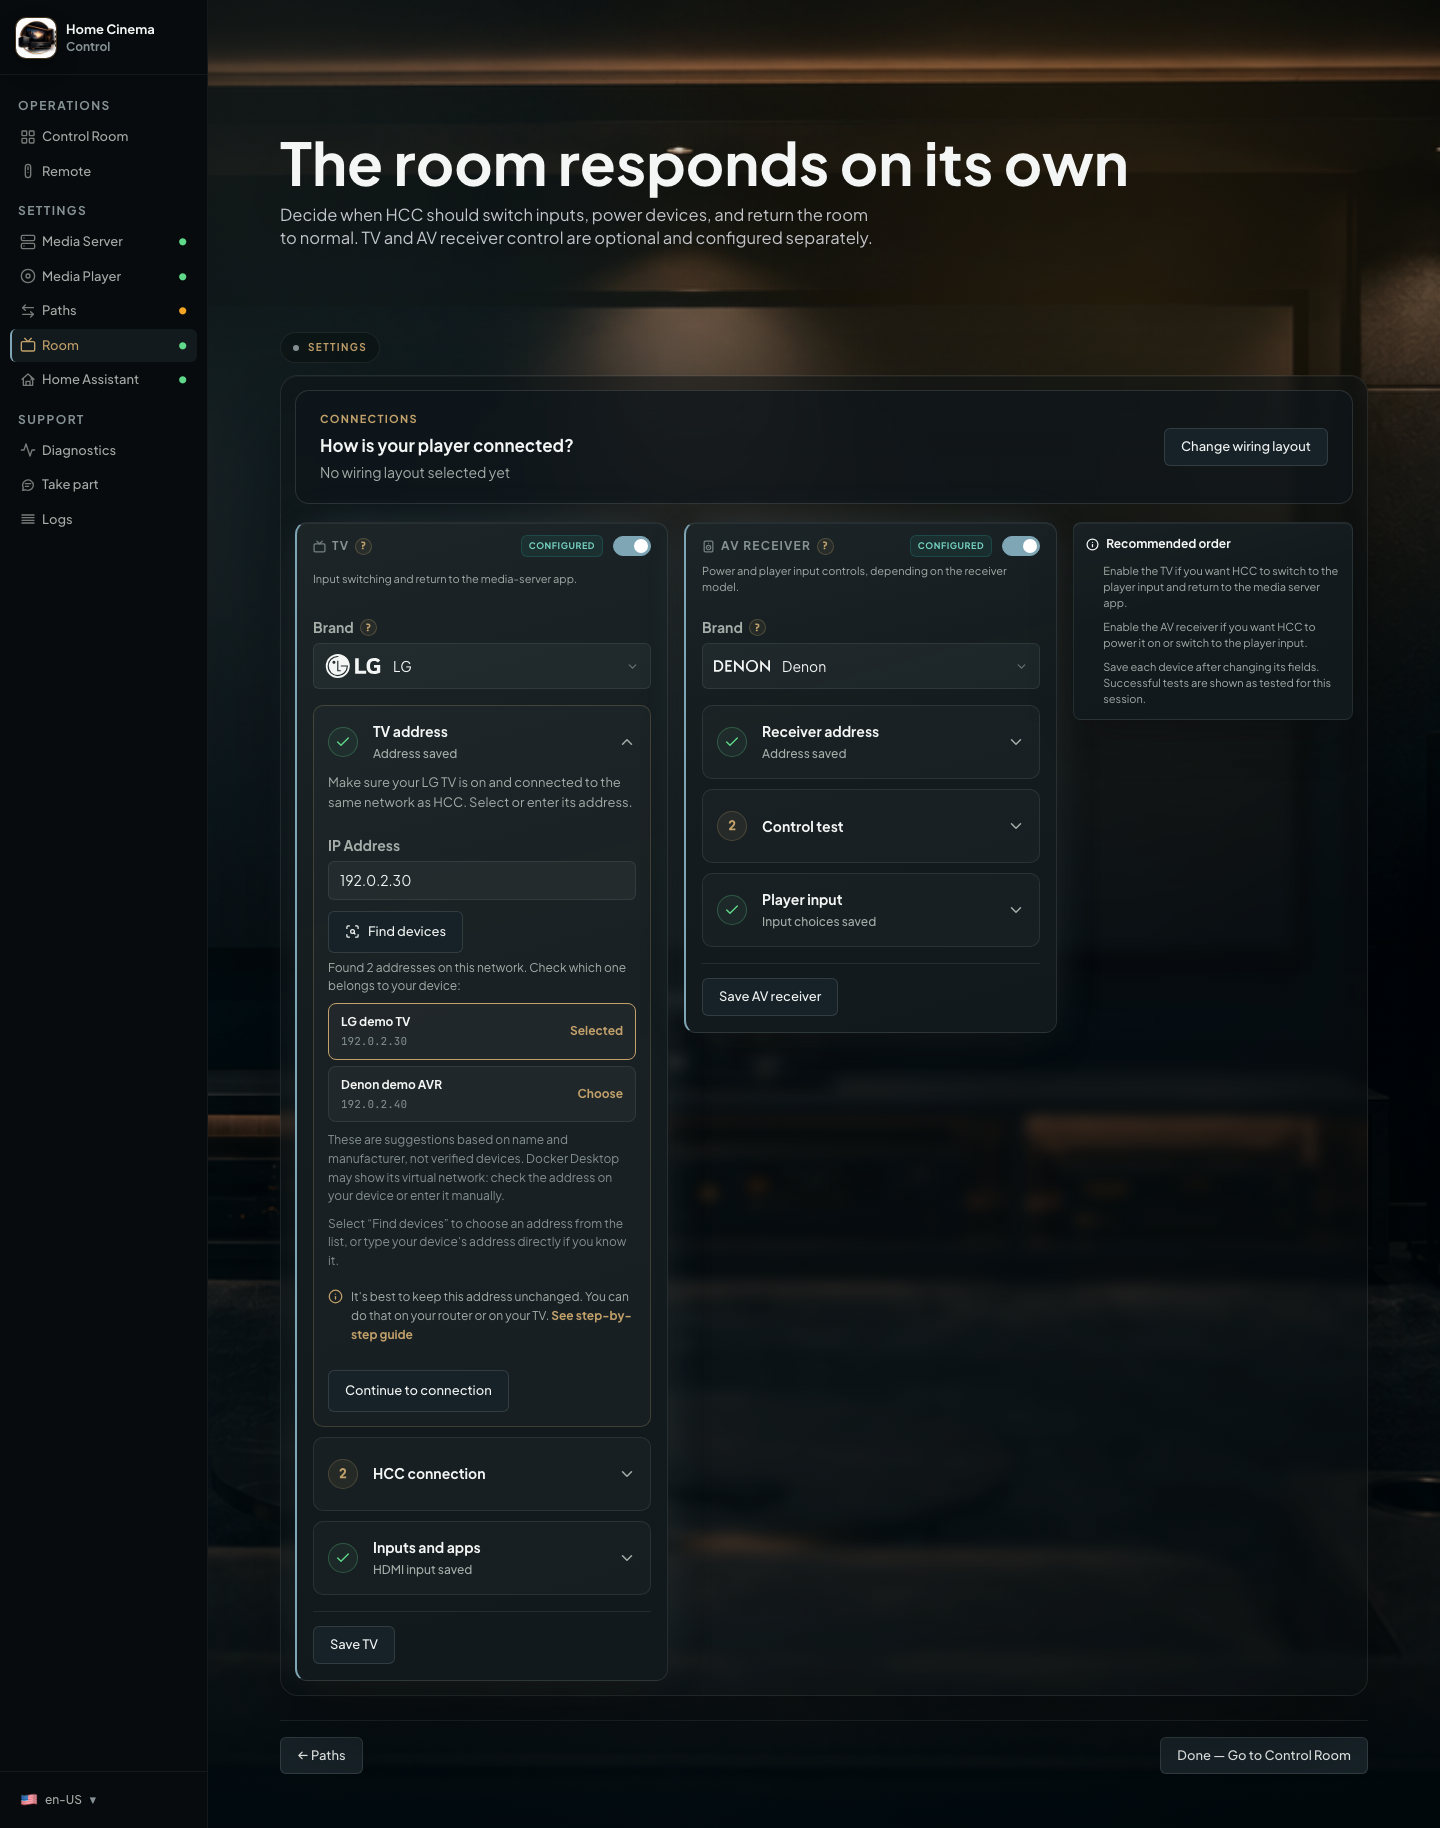 Home Cinema
Control
OPERATIONS
Control Room
Remote
SETTINGS
Media Server
Media Player
Paths
Room
Home Assistant
SUPPORT
Diagnostics
Take part
Logs
en-US
The room responds on its own
Decide when HCC should switch inputs, power devices, and return the room
to normal. TV and AV receiver control are optional and configured separately.
SETTINGS
CONNECTIONS
How is your player connected?
No wiring layout selected yet
Change wiring layout
TV ?
CONFIGURED
Input switching and return to the media-server app.
Brand ?
LG LG
TV address
Address saved
Make sure your LG TV is on and connected to the
same network as HCC. Select or enter its address.
IP Address
192.0.2.30
Find devices
Found 2 addresses on this network. Check which one
belongs to your device:
LG demo TV
192.0.2.30
Selected
Denon demo AVR
192.0.2.40
Choose
These are suggestions based on name and
manufacturer, not verified devices. Docker Desktop
may show its virtual network: check the address on
your device or enter it manually.
Select “Find devices” to choose an address from the
list, or type your device's address directly if you know
it.
It's best to keep this address unchanged. You can
do that on your router or on your TV. See step-by-
step guide
Continue to connection
2 HCC connection
Inputs and apps
HDMI input saved
Save TV
AV RECEIVER ?
CONFIGURED
Power and player input controls, depending on the receiver
model.
Brand ?
DENON Denon
Receiver address
Address saved
2 Control test
Player input
Input choices saved
Save AV receiver
Recommended order
Enable the TV if you want HCC to switch to the
player input and return to the media server
app.
Enable the AV receiver if you want HCC to
power it on or switch to the player input.
Save each device after changing its fields.
Successful tests are shown as tested for this
session.
← Paths
Done — Go to Control Room